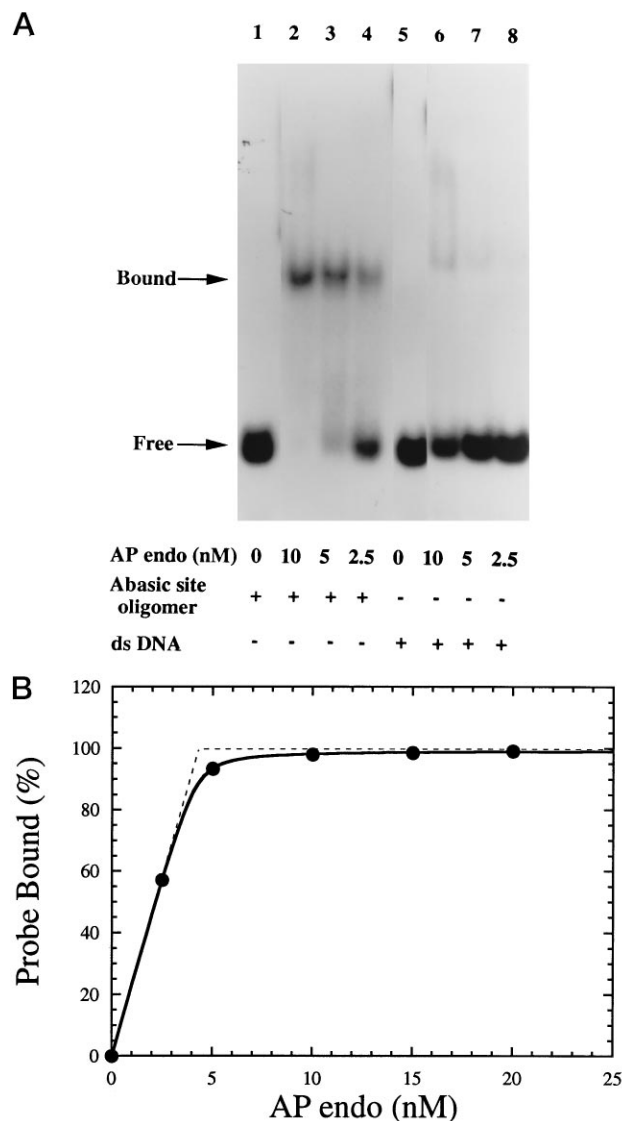 A
1 2 3 4 5 6 7 8
Bound
Free
AP endo (nM) 0 10 5 2.5 0 10 5 2.5
Abasic site
oligomer + + + + - - - -
ds DNA - - - - + + + +
B
120
100
80
60
40
20
0
Probe Bound (%)
0 5 10 15 20 25
AP endo (nM)